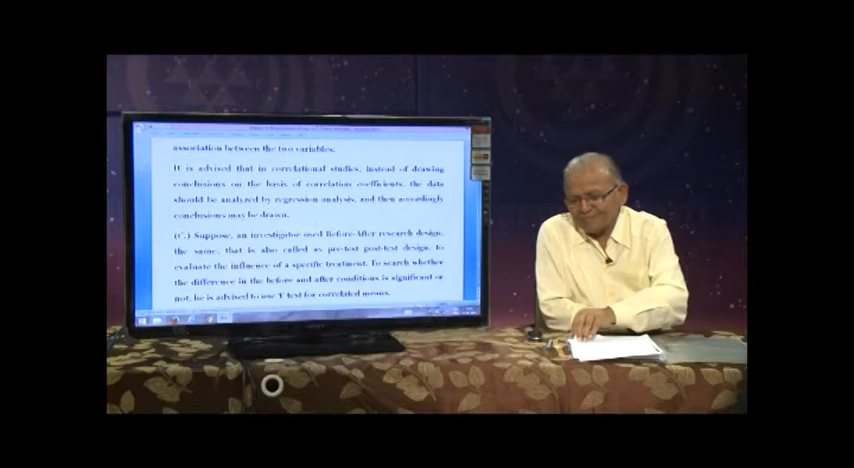 association between the two variables.
It is advised that in correlational studies, instead of drawing
conclusions on the basis of correlation coefficients, the data
should be analyzed by regression analysis, and then accordingly
conclusions may be drawn.
(C.) Suppose, an investigator used Before-After research design,
the same, that is also called as pre-test post-test design, to
evaluate the influence of a specific treatment. To search whether
the difference in the before and after conditions is significant or
not, he is advised to use 't' test for correlated means.